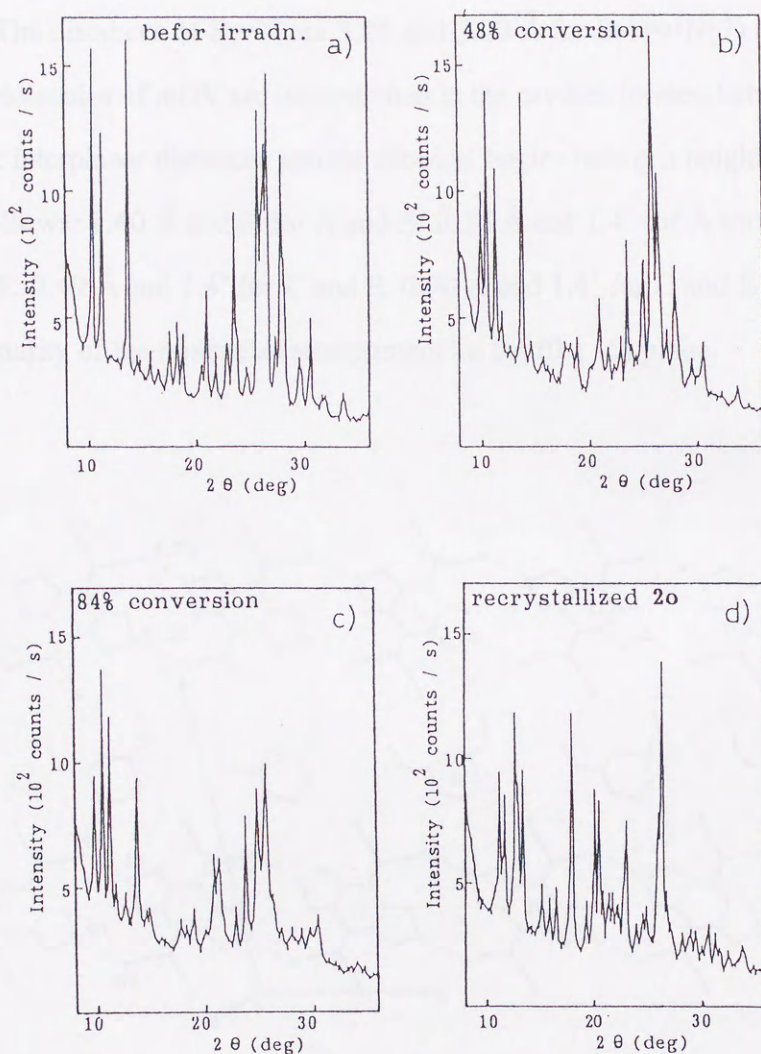 a) befor irradn.
15
10
5
Intensity (10² counts / s)
10 20 30
2 θ (deg)
b) 48% conversion
15
10
5
Intensity (10² counts / s)
10 20 30
2 θ (deg)
84% conversion c)
15
10
5
Intensity (10² counts / s)
10 20 30
2 θ (deg)
recrystallized 2o d)
15
10
5
Intensity (10² counts / s)
10 20 30
2 θ (deg)